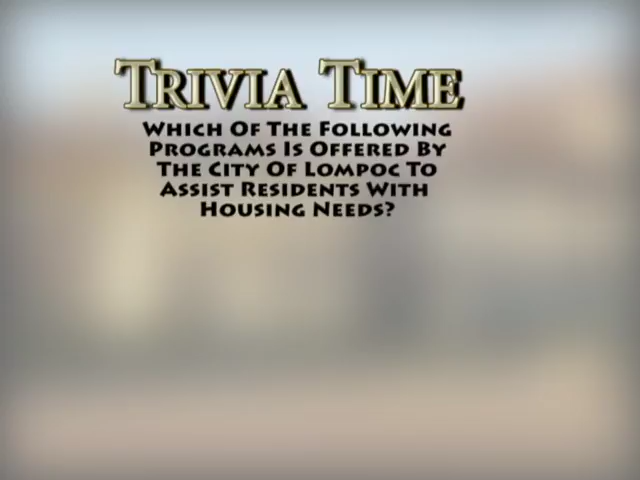 Trivia Time
Which Of The Following
Programs Is Offered By
The City Of Lompoc To
Assist Residents With
Housing Needs?